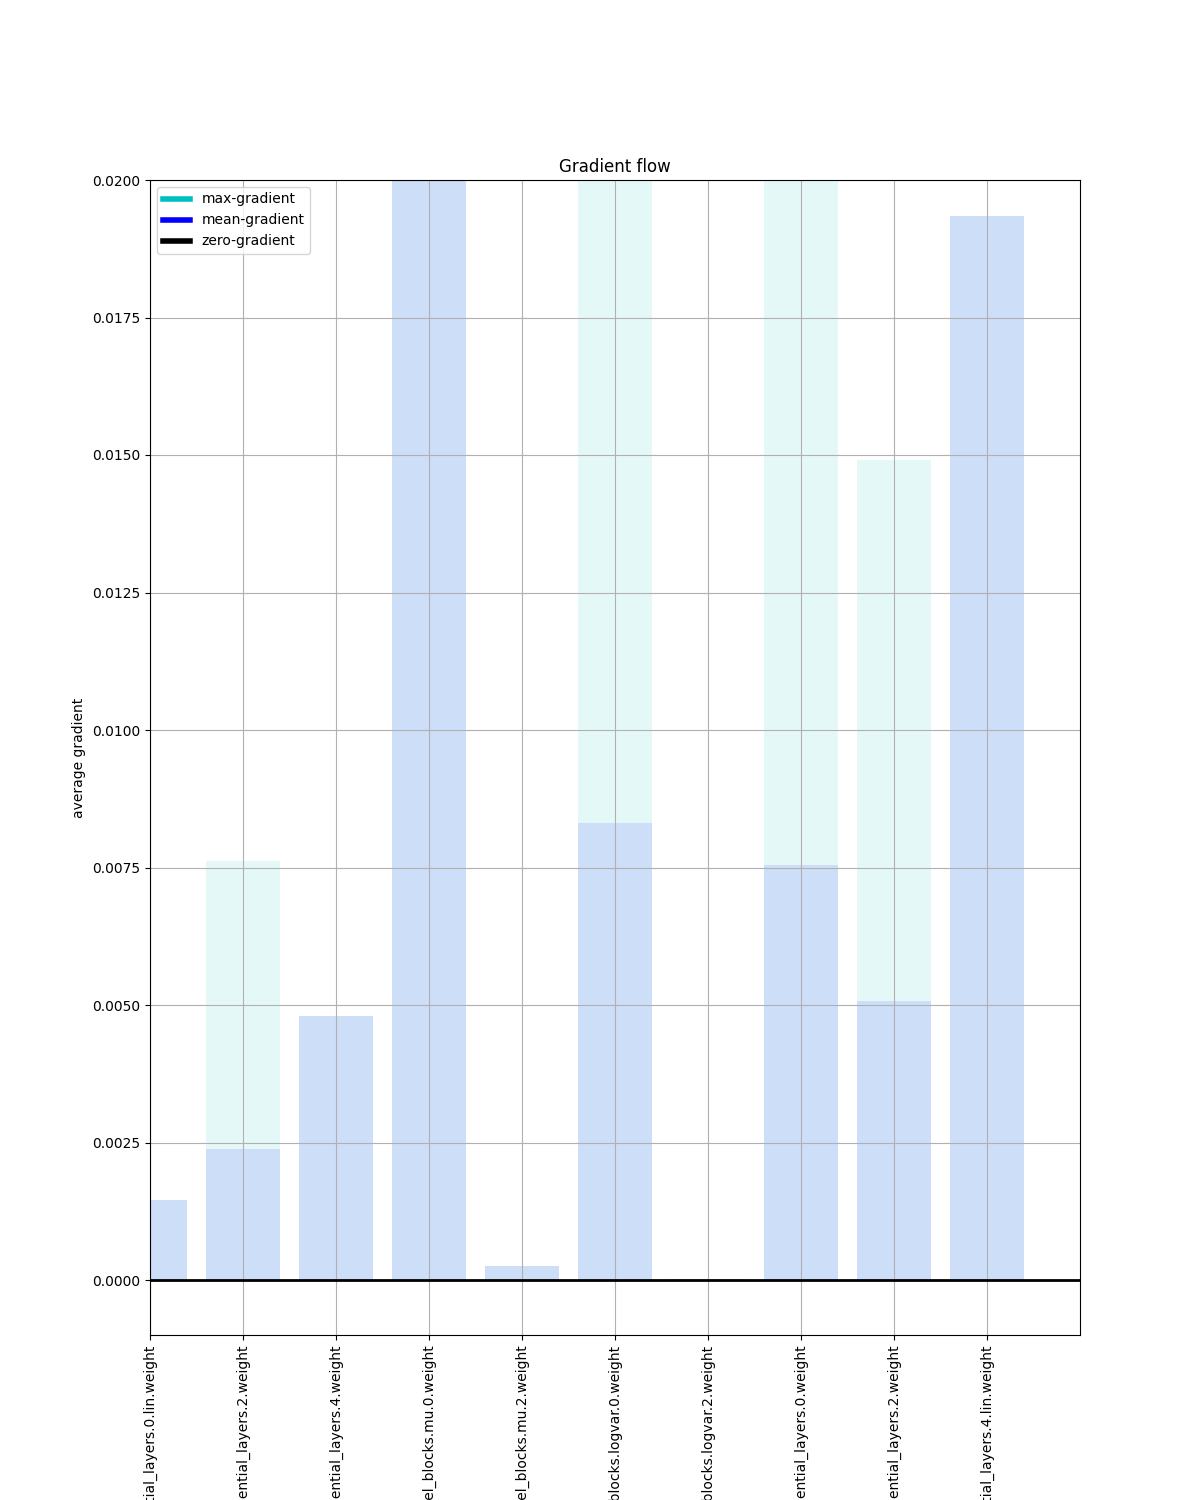 Gradient flow
max-gradient
mean-gradient
zero-gradient
0.0200
0.0175
0.0150
0.0125
0.0100
0.0075
0.0050
0.0025
0.0000
average gradient
tial_layers.0.lin.weight
ential_layers.2.weight
ential_layers.4.weight
el_blocks.mu.0.weight
el_blocks.mu.2.weight
blocks.logvar.0.weight
blocks.logvar.2.weight
ential_layers.0.weight
ential_layers.2.weight
tial_layers.4.lin.weight